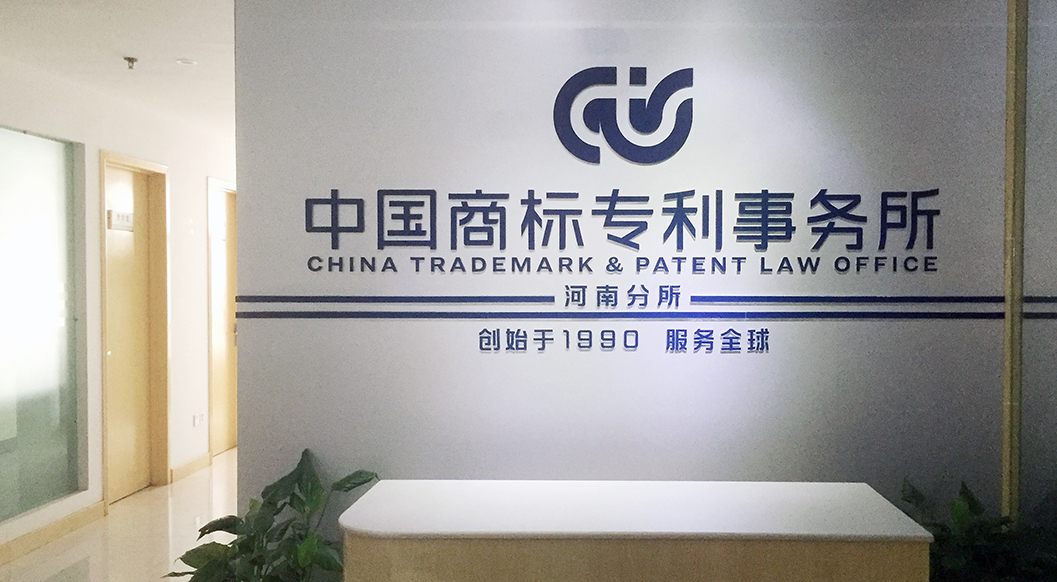 中国商标专利事务所
CHINA TRADEMARK & PATENT LAW OFFICE
河南分所
创始于1990 服务全球